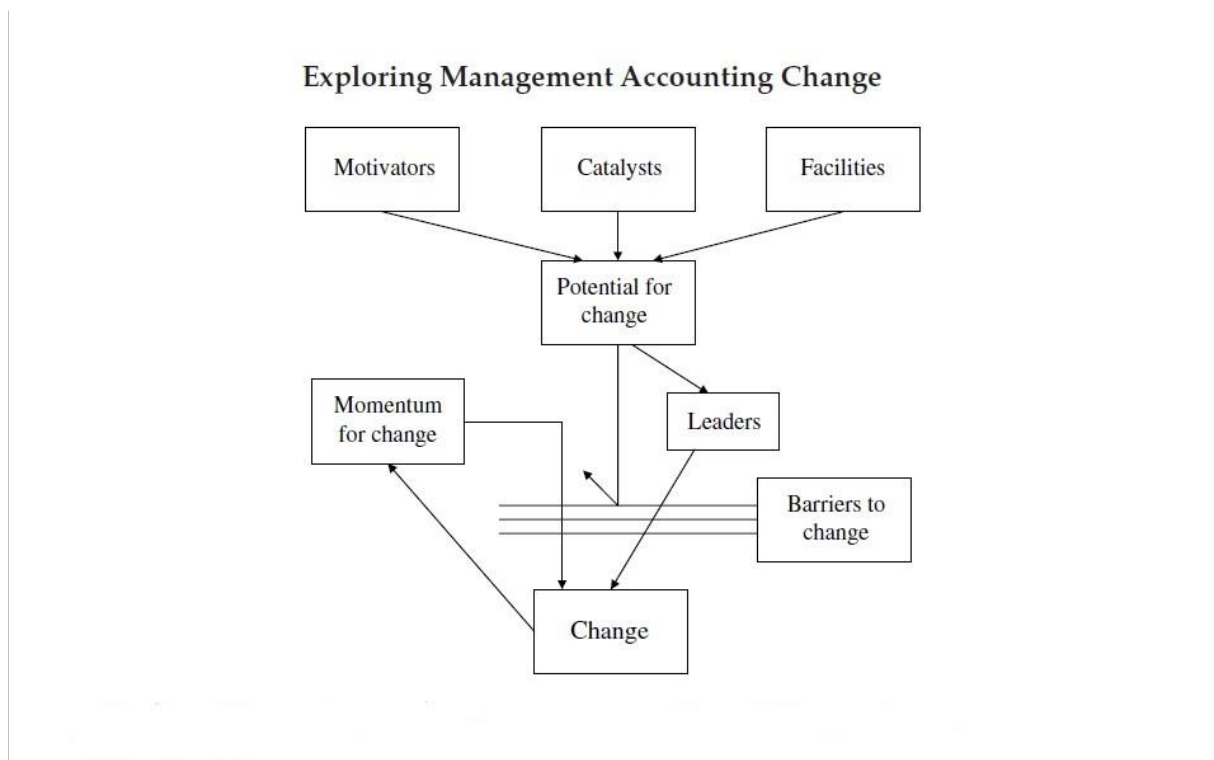 Exploring Management Accounting Change
Motivators
Catalysts
Facilities
Potential for
change
Momentum
for change
Leaders
Barriers to
change
Change